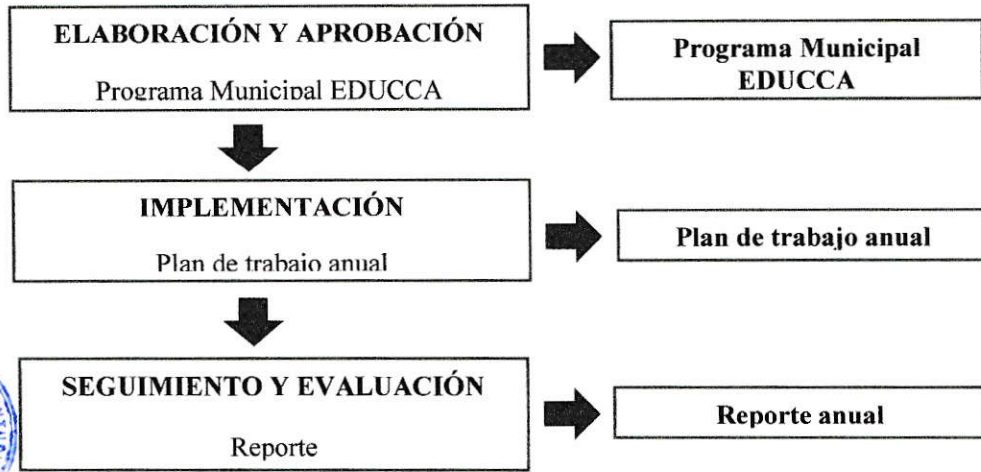 ELABORACIÓN Y APROBACIÓN
Programa Municipal EDUCCA
Programa Municipal
EDUCCA
IMPLEMENTACIÓN
Plan de trabajo anual
Plan de trabajo anual
SEGUIMIENTO Y EVALUACIÓN
Reporte
Reporte anual